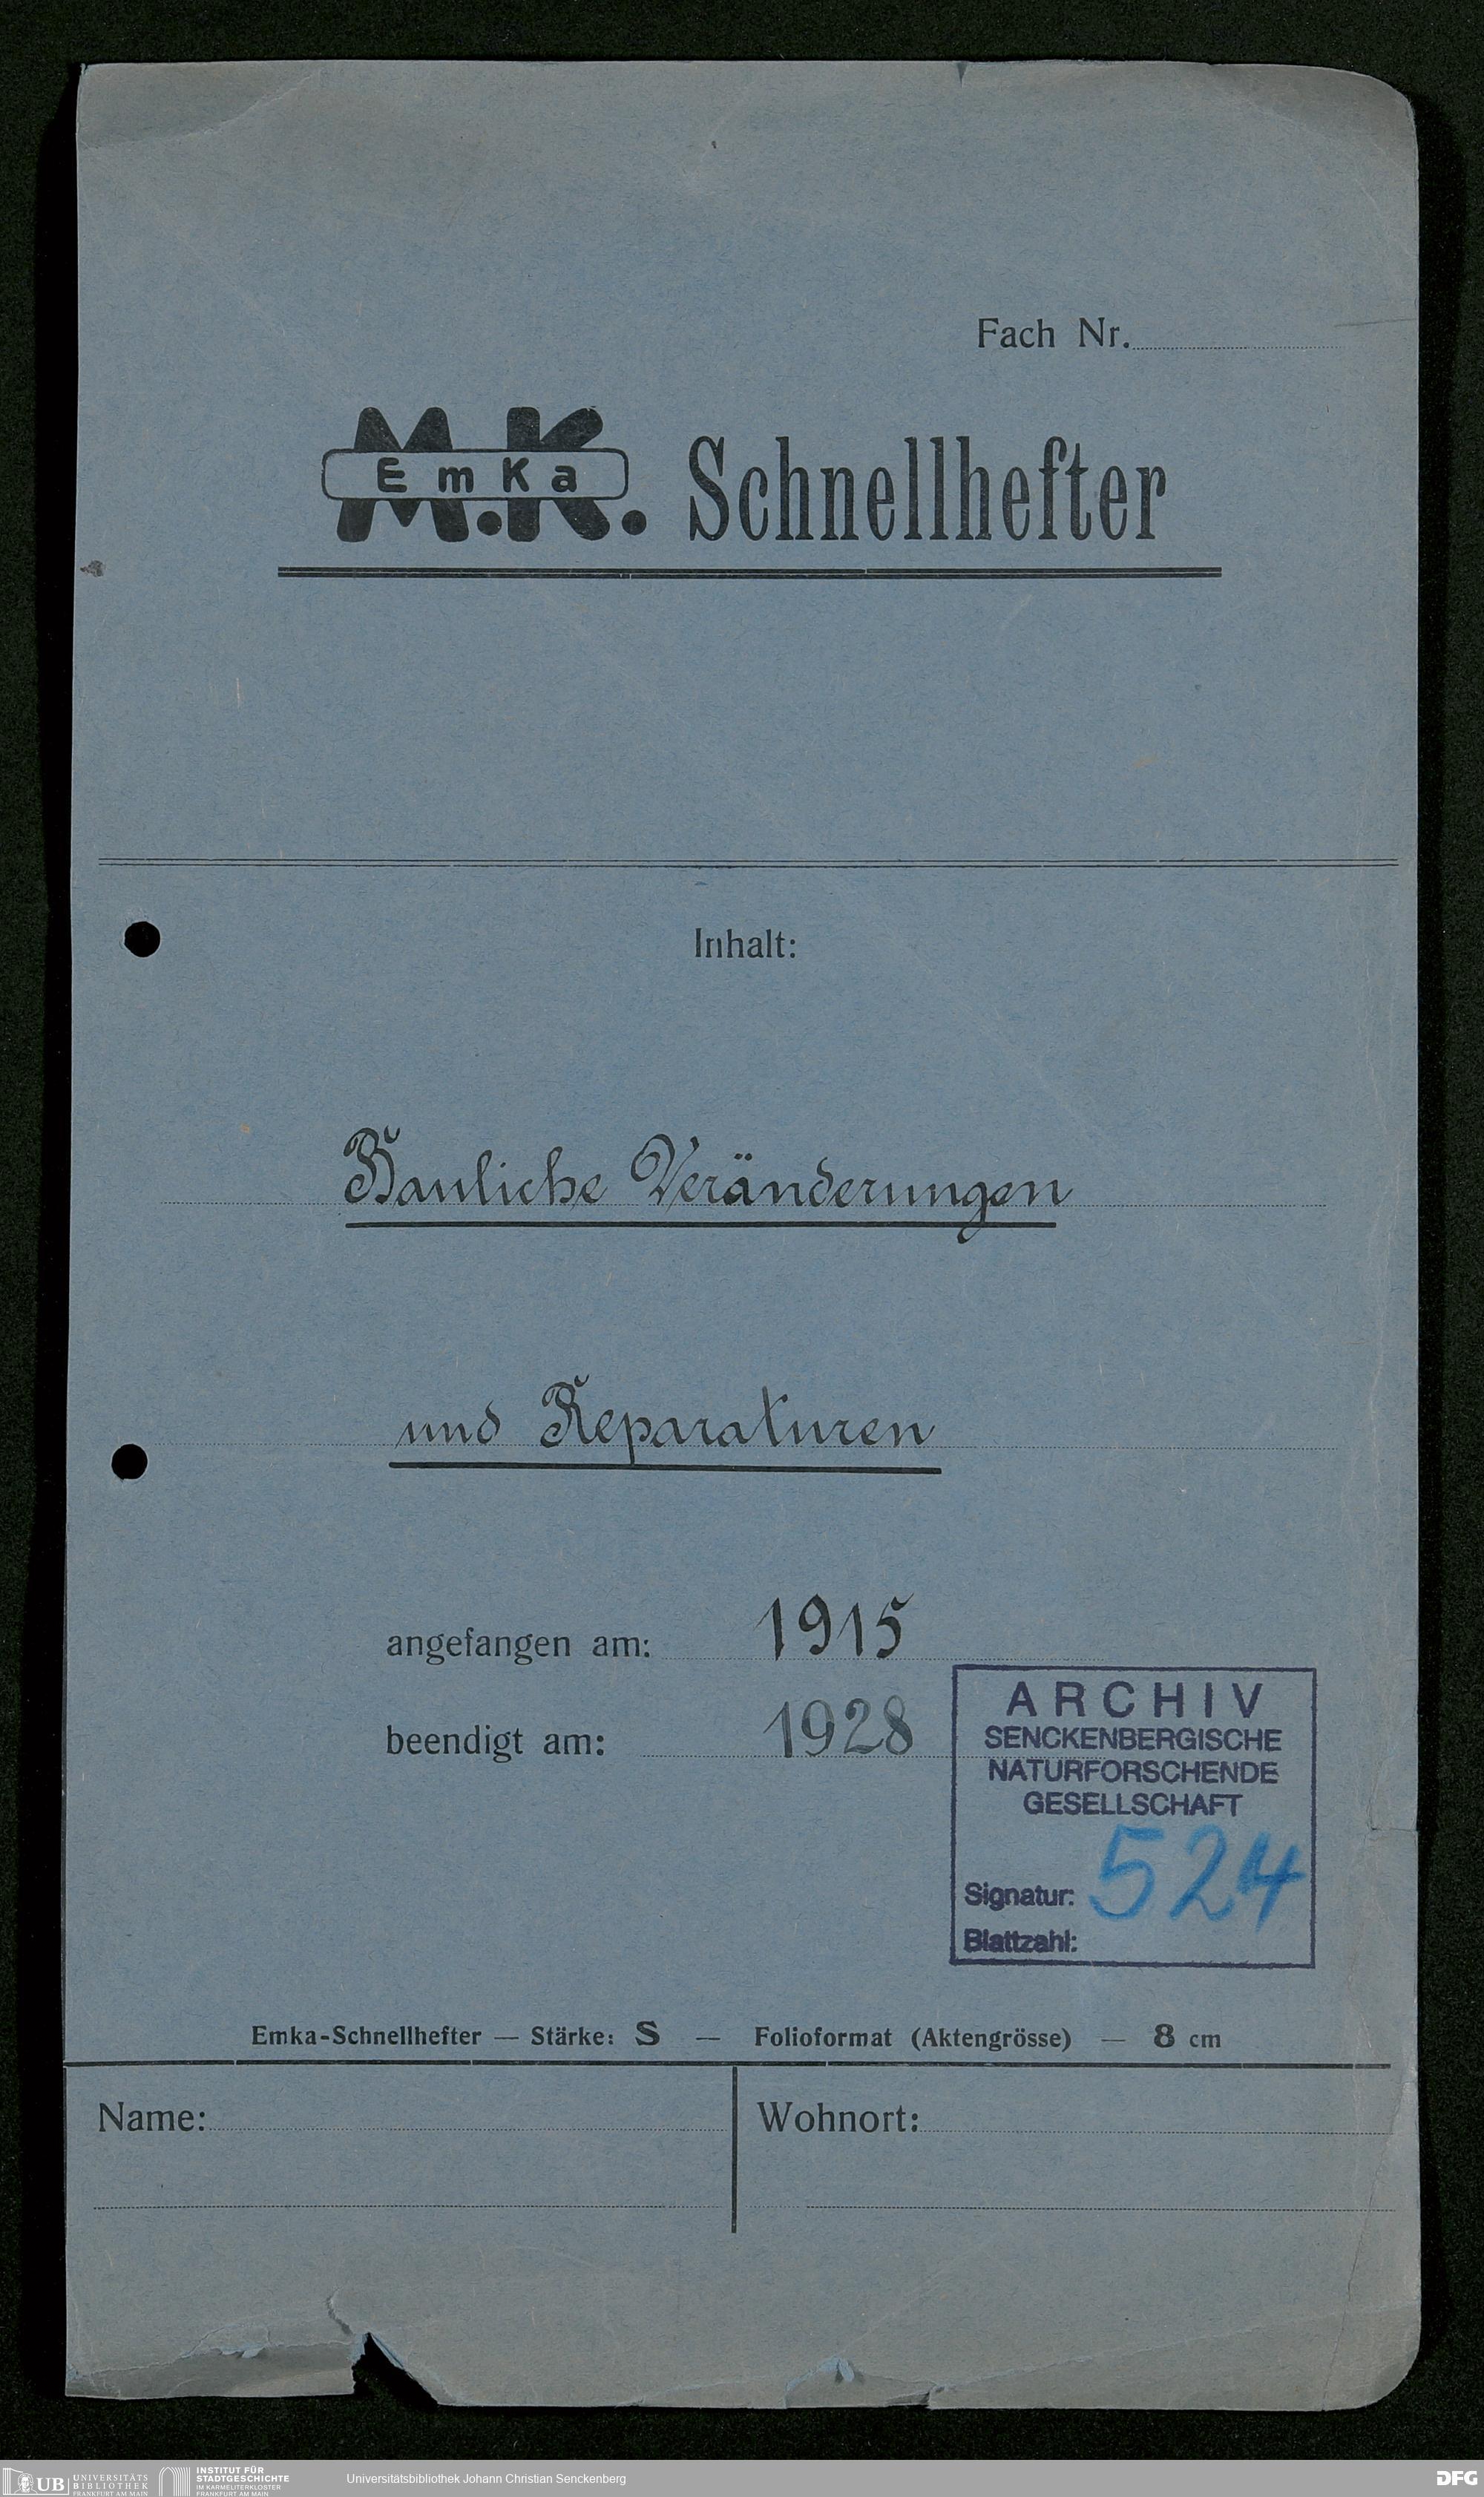 Fach Nr.
M.K. EmKa Schnellhefter
Inhalt:
Bauliche Veränderungen
und Reparaturen
angefangen am: 1915
beendigt am: 1928
ARCHIV
SENCKENBERGISCHE
NATURFORSCHENDE
GESELLSCHAFT
Signatur: 524
Blattzahl:
Emka-Schnellhefter — Stärke: S — Folioformat (Aktengrösse) — 8 cm
Name: Wohnort:
UB UNIVERSITÄTS
BIBLIOTHEK
FRANKFURT AM MAIN
INSTITUT FÜR
STADTGESCHICHTE
IM KARMELITERKLOSTER
FRANKFURT AM MAIN
Universitätsbibliothek Johann Christian Senckenberg
DFG